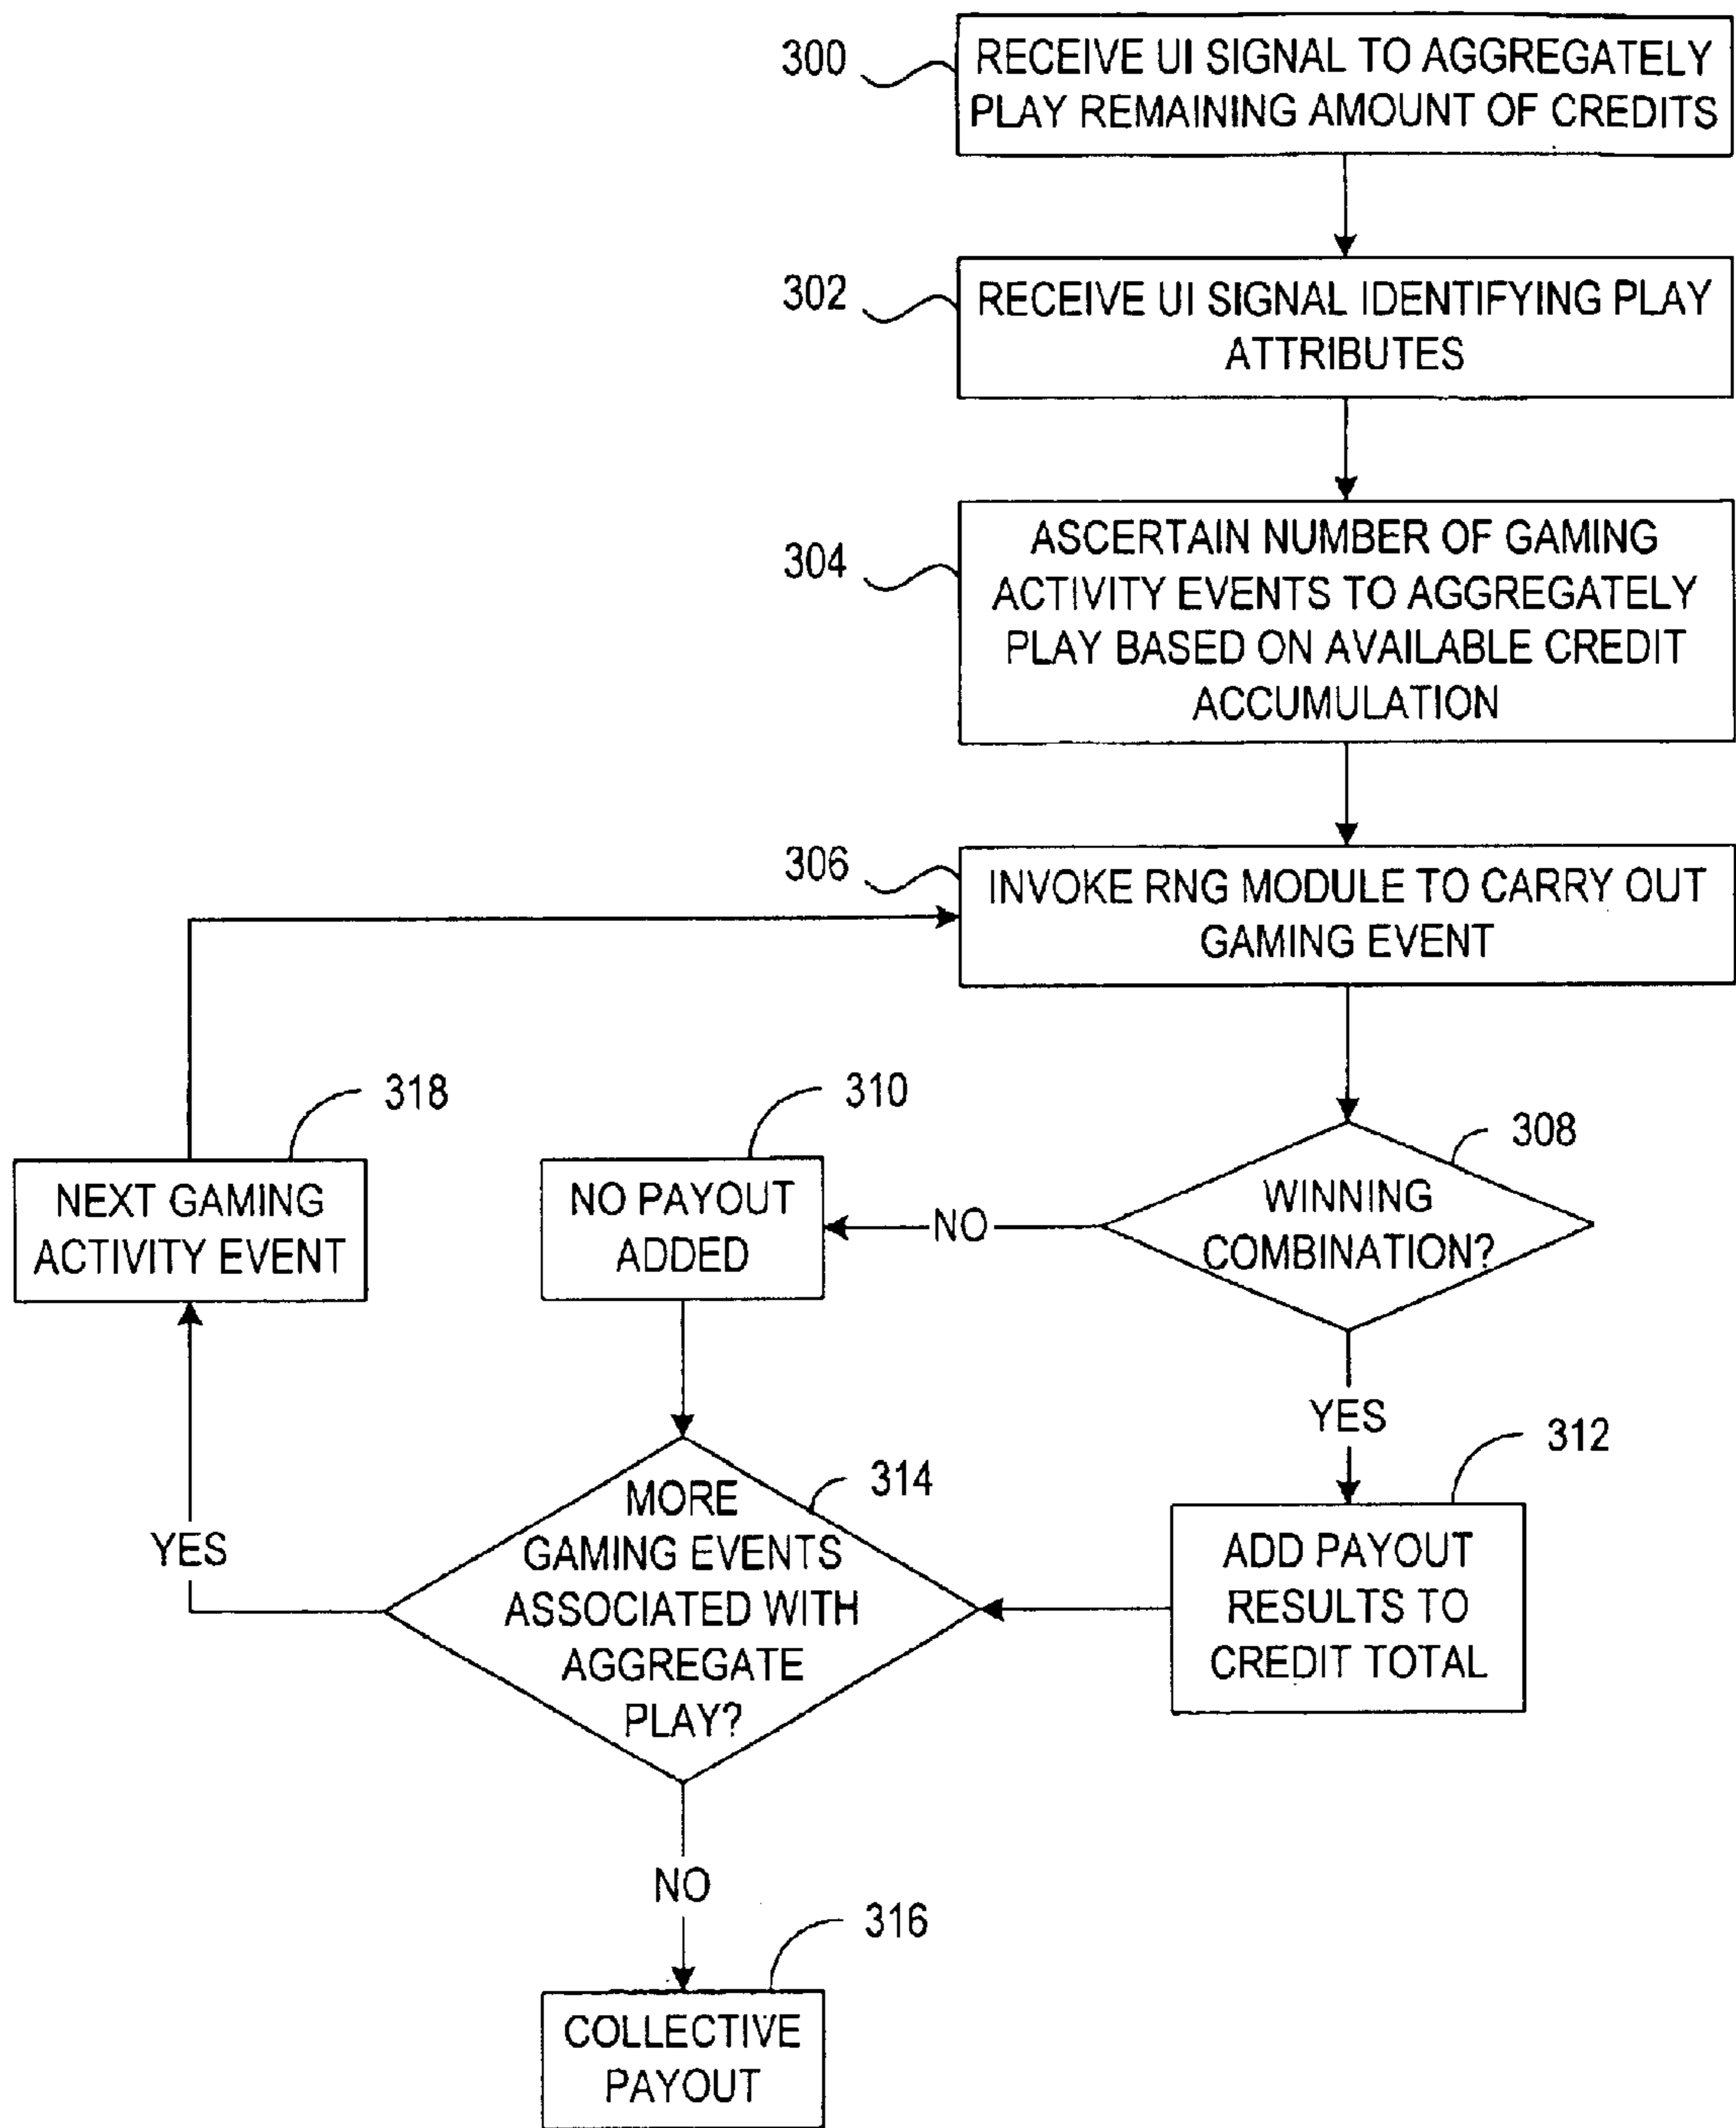 300
RECEIVE UI SIGNAL TO AGGREGATELY
PLAY REMAINING AMOUNT OF CREDITS
302
RECEIVE UI SIGNAL IDENTIFYING PLAY
ATTRIBUTES
304
ASCERTAIN NUMBER OF GAMING
ACTIVITY EVENTS TO AGGREGATELY
PLAY BASED ON AVAILABLE CREDIT
ACCUMULATION
306
INVOKE RNG MODULE TO CARRY OUT
GAMING EVENT
308
WINNING
COMBINATION?
NO
310
NO PAYOUT
ADDED
318
NEXT GAMING
ACTIVITY EVENT
YES
312
ADD PAYOUT
RESULTS TO
CREDIT TOTAL
314
MORE
GAMING EVENTS
ASSOCIATED WITH
AGGREGATE
PLAY?
YES
NO
316
COLLECTIVE
PAYOUT